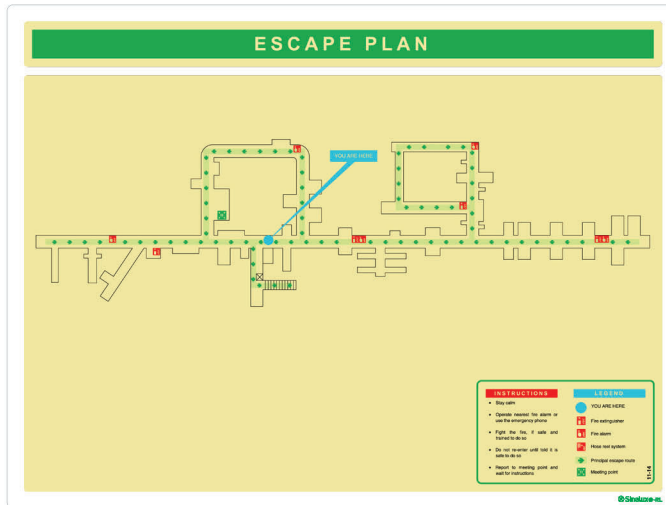 ESCAPE PLAN
YOU ARE HERE
INSTRUCTIONS
• Stay calm
• Operate nearest fire alarm or
use the emergency phone
• Fight the fire, if safe and
trained to do so
• Do not re-enter until told it is
safe to do so
• Report to meeting point and
wait for instructions
LEGEND
YOU ARE HERE
Fire extinguisher
Fire alarm
Hose reel system
Principal escape route
Meeting point
11-14